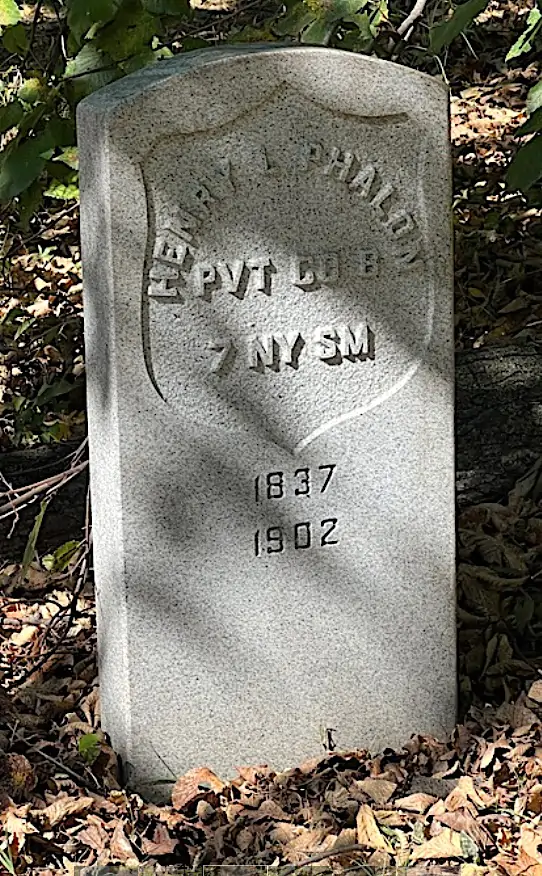 HENRY L PHALON
PVT CO B
7 NY SM
1837
1902